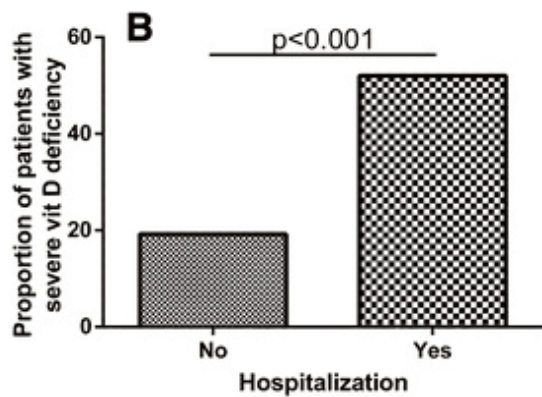 B
p<0.001
Proportion of patients with
severe vit D deficiency
60
40
20
0
No Yes
Hospitalization